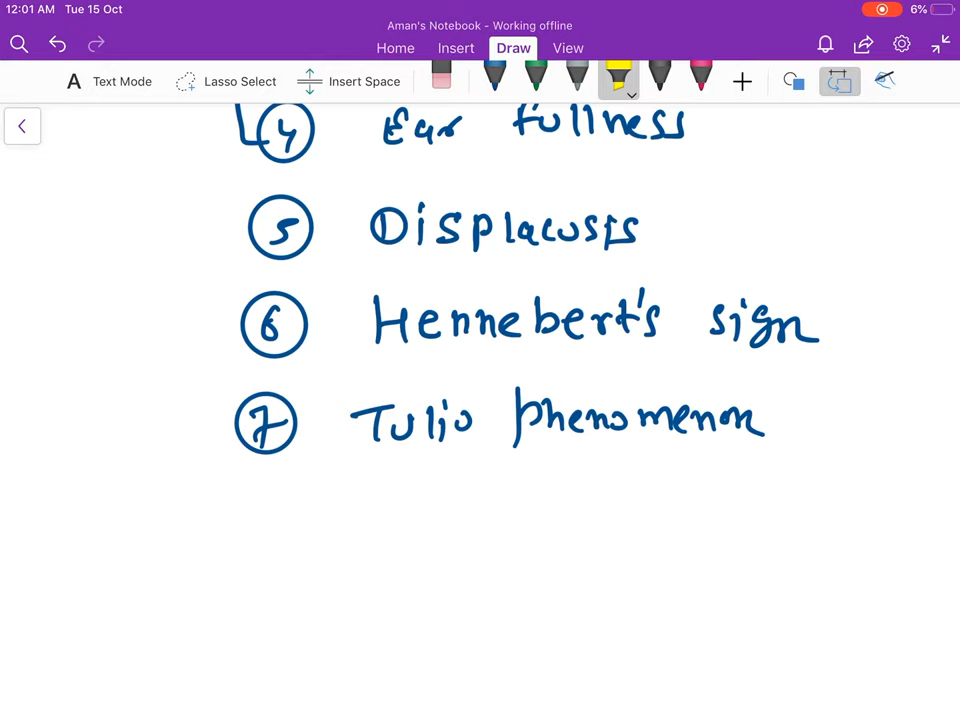 12:01 AM Tue 15 Oct 6%
Aman's Notebook - Working offline
Home Insert Draw View
A Text Mode Lasso Select Insert Space
4 Ear fullness
5 Displacusis
6 Hennebert's sign
7 Tulio phenomenon